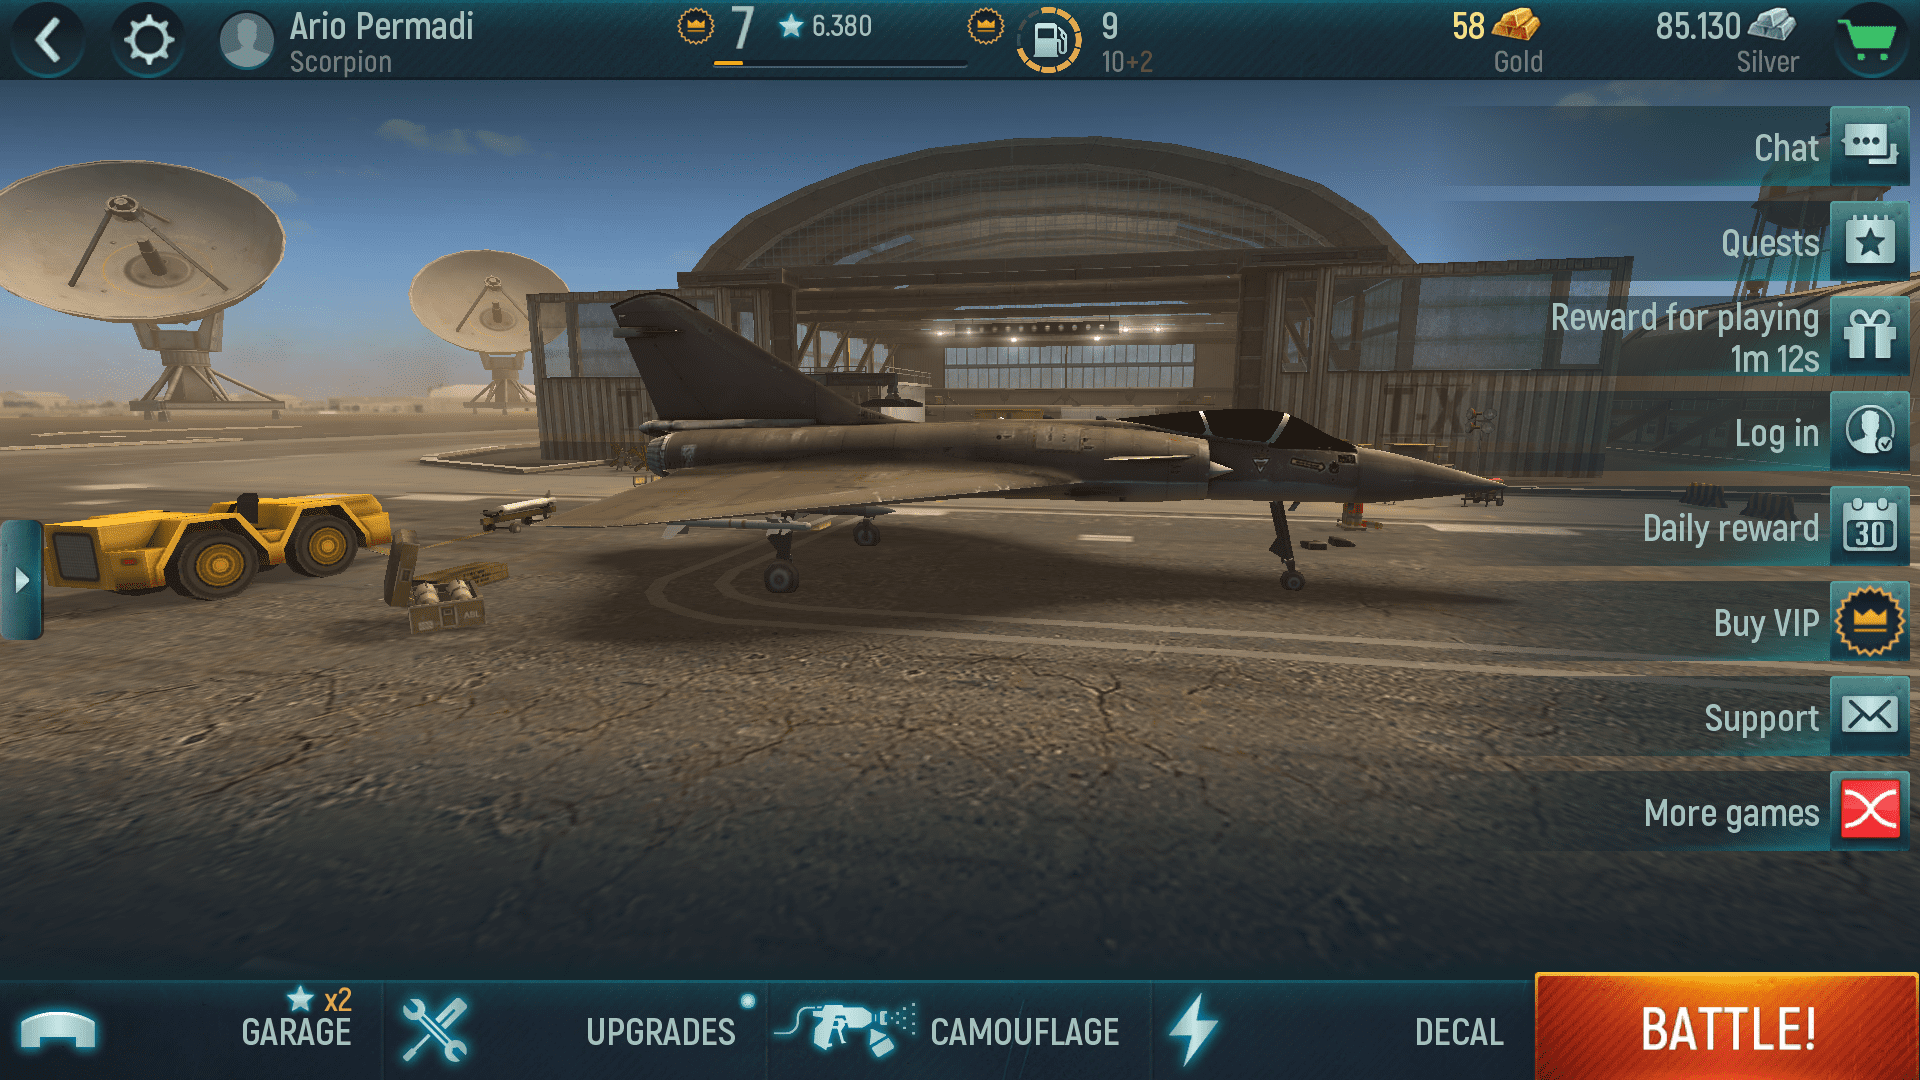 Ario Permadi
Scorpion
7
6.380
9
10+2
58
Gold
85.130
Silver
Chat
Quests
Reward for playing
1m 12s
Log in
30
Daily reward
Buy VIP
Support
More games
T-X
x2
GARAGE
UPGRADES
R
CAMOUFLAGE
DECAL
BATTLE!